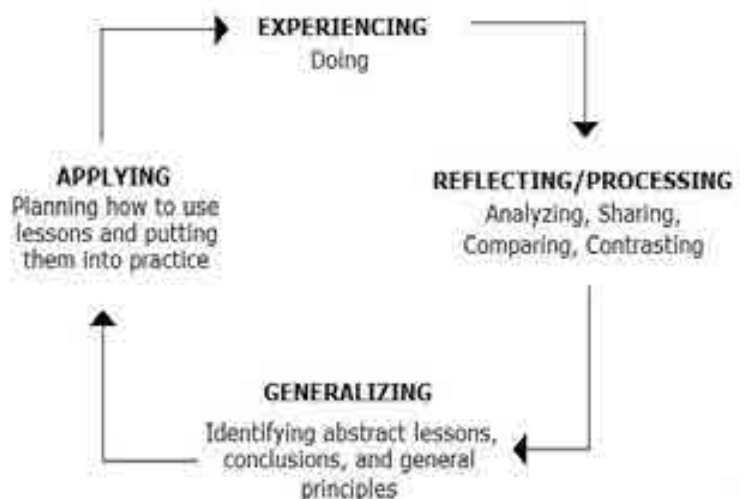 EXPERIENCING
Doing
REFLECTING/PROCESSING
Analyzing, Sharing,
Comparing, Contrasting
GENERALIZING
Identifying abstract lessons,
conclusions, and general
principles
APPLYING
Planning how to use
lessons and putting
them into practice